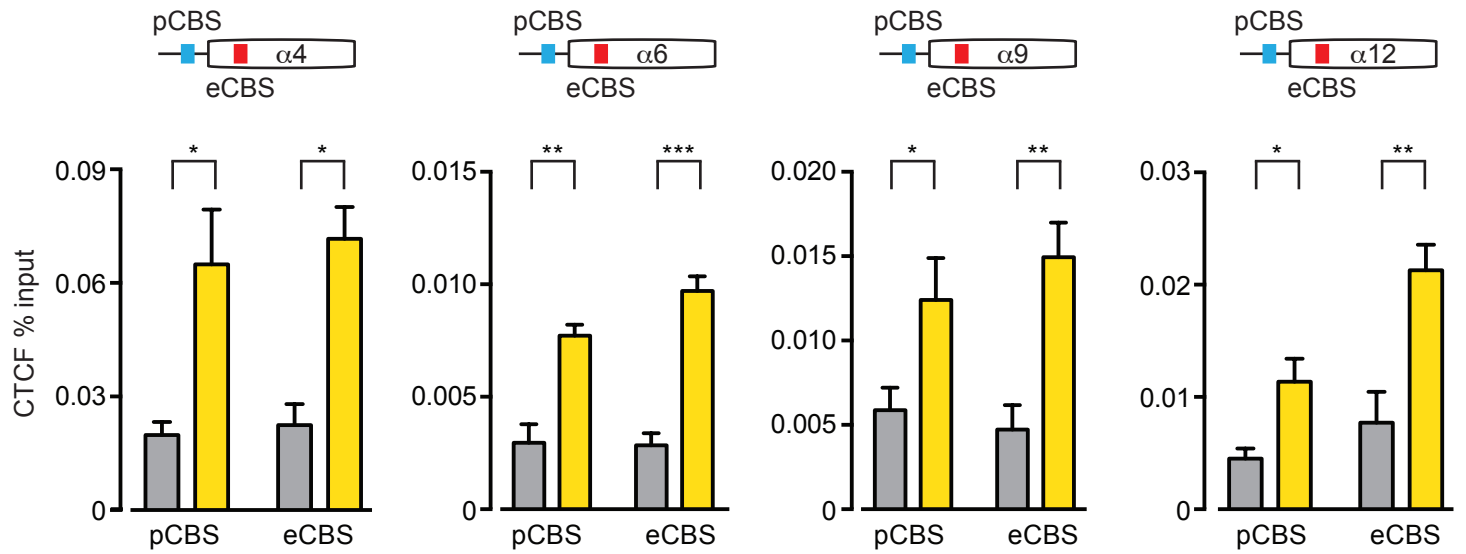 pCBS
α4
eCBS
pCBS
α6
eCBS
pCBS
α9
eCBS
pCBS
α12
eCBS
CTCF % input
0.09
0.06
0.03
0
*
*
pCBS eCBS
0.015
0.010
0.005
0
**
***
pCBS eCBS
0.020
0.015
0.010
0.005
0
*
**
pCBS eCBS
0.03
0.02
0.01
0
*
**
pCBS eCBS